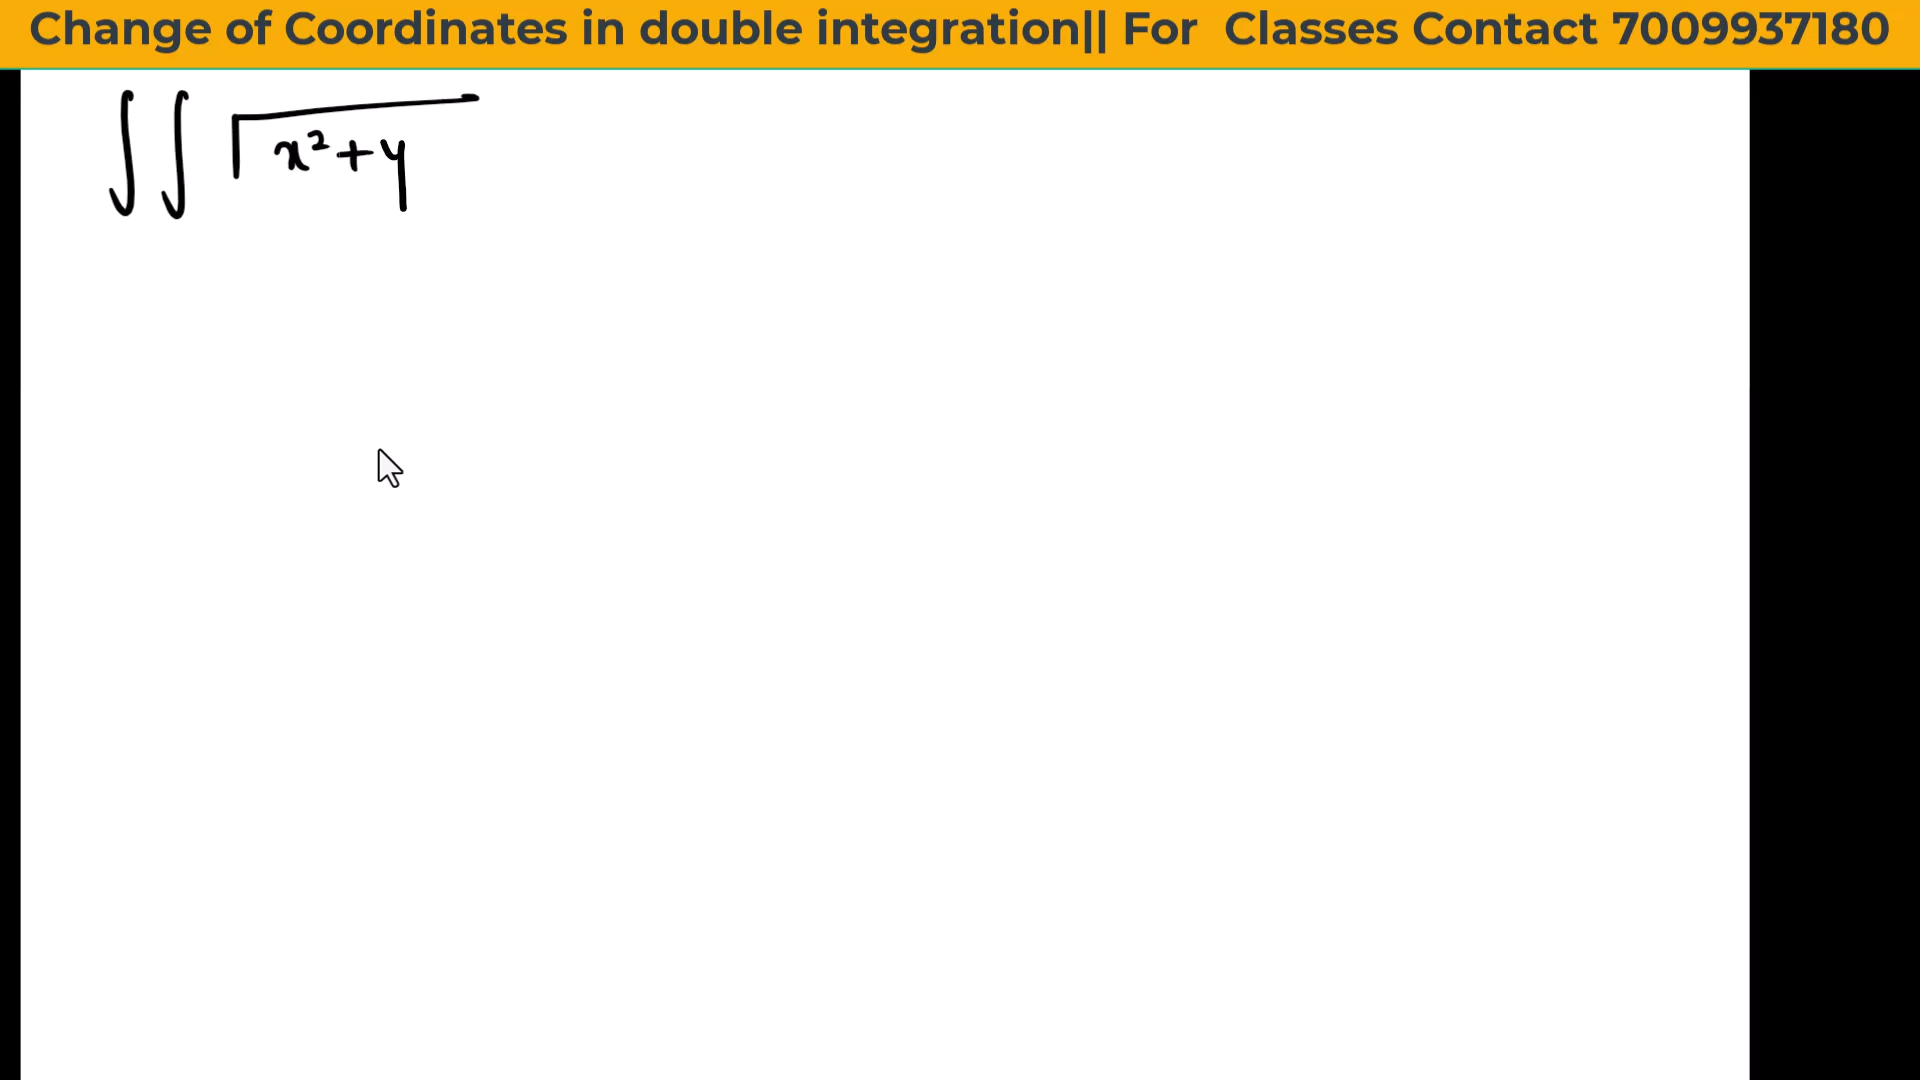 Change of Coordinates in double integration|| For Classes Contact 7009937180
∫∫ √x²+y